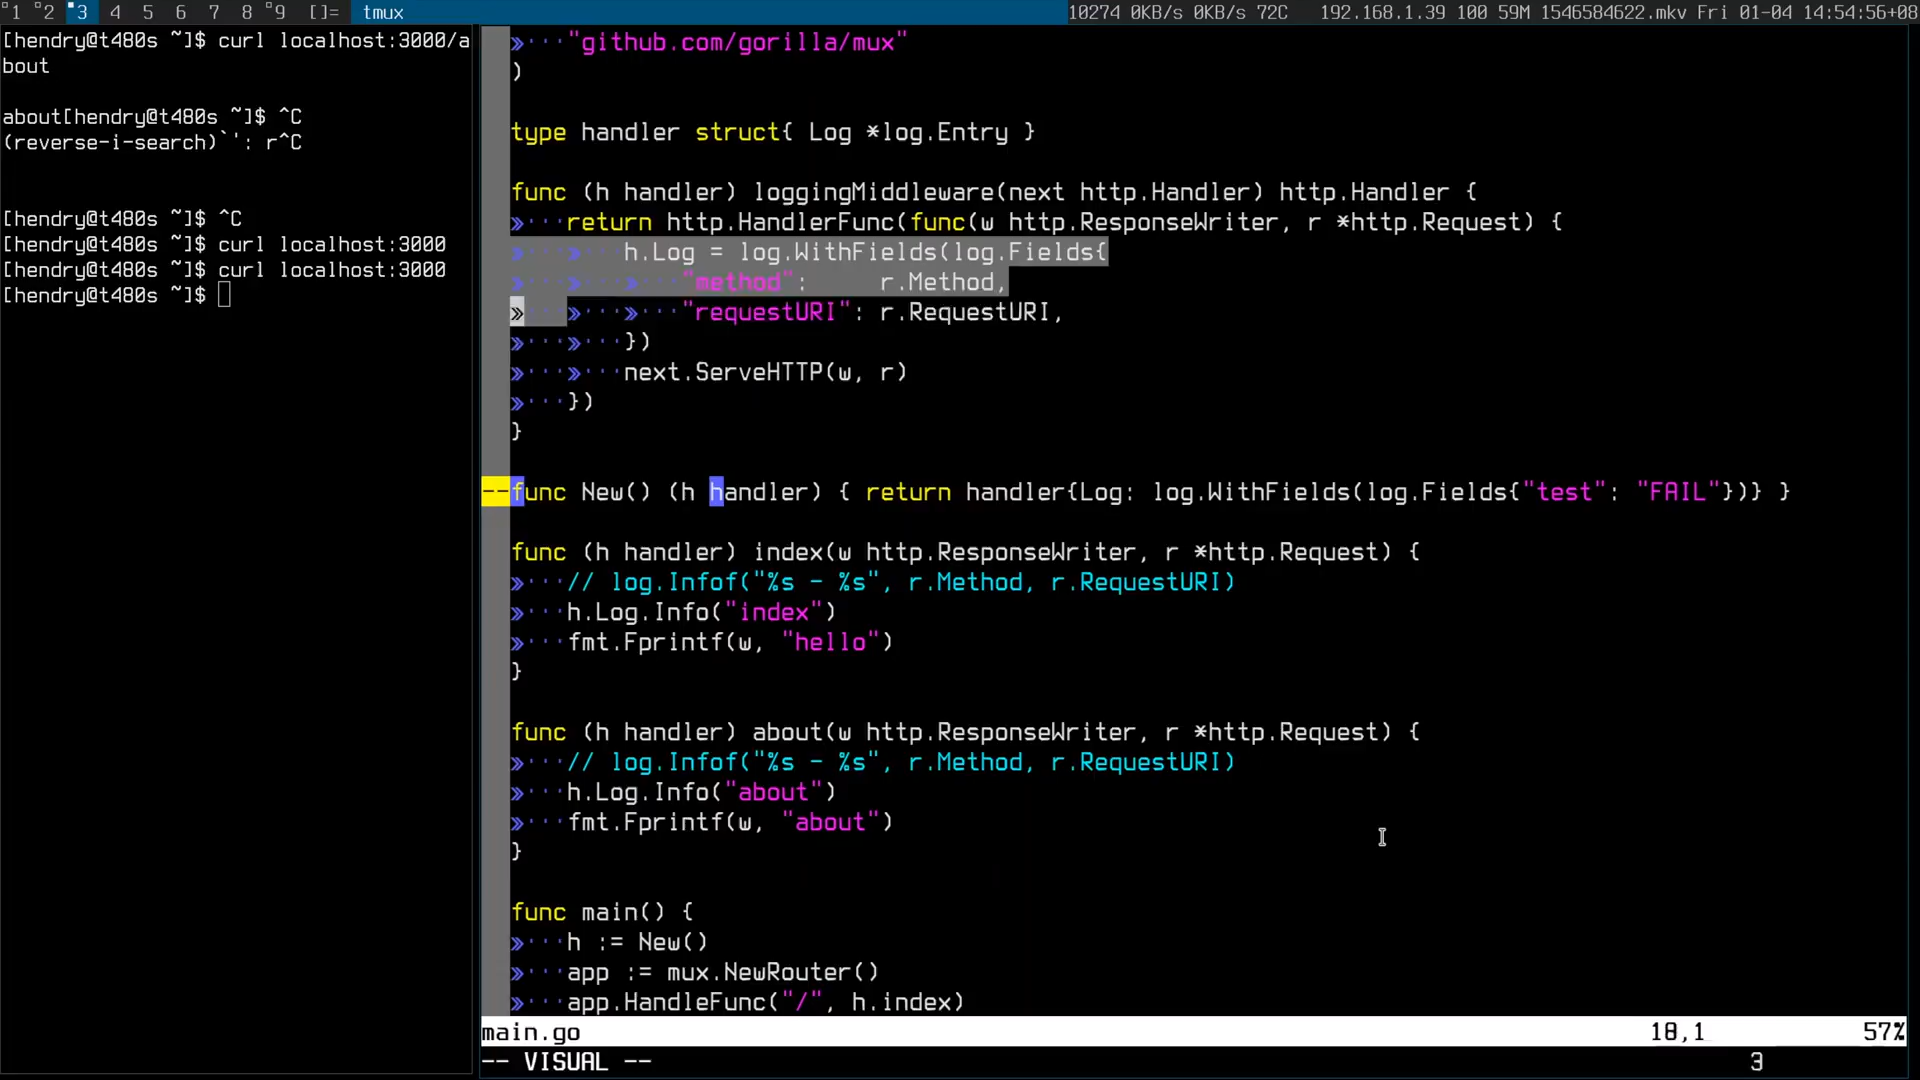 1 2 3 4 5 6 7 8 9 []= tmux 10274 0KB/s 0KB/s 72C 192.168.1.39 100 59M 1546584622.mkv Fri 01-04 14:54:56+08
[hendry@t480s ~]$ curl localhost:3000/a
bout
about[hendry@t480s ~]$ ^C
(reverse-i-search)`': r^C
[hendry@t480s ~]$ ^C
[hendry@t480s ~]$ curl localhost:3000
[hendry@t480s ~]$ curl localhost:3000
[hendry@t480s ~]$
»···"github.com/gorilla/mux"
)
type handler struct{ Log *log.Entry }
func (h handler) loggingMiddleware(next http.Handler) http.Handler {
»···return http.HandlerFunc(func(w http.ResponseWriter, r *http.Request) {
»···»···h.Log = log.WithFields(log.Fields{
»···»···»···"method":     r.Method,
»···»···»···"requestURI": r.RequestURI,
»···»···})
»···»···next.ServeHTTP(w, r)
»···})
}
--func New() (h handler) { return handler{Log: log.WithFields(log.Fields{"test": "FAIL"})} }
func (h handler) index(w http.ResponseWriter, r *http.Request) {
»···// log.Infof("%s - %s", r.Method, r.RequestURI)
»···h.Log.Info("index")
»···fmt.Fprintf(w, "hello")
}
func (h handler) about(w http.ResponseWriter, r *http.Request) {
»···// log.Infof("%s - %s", r.Method, r.RequestURI)
»···h.Log.Info("about")
»···fmt.Fprintf(w, "about")
}
func main() {
»···h := New()
»···app := mux.NewRouter()
»···app.HandleFunc("/", h.index)
main.go 18,1 57%
-- VISUAL -- 3